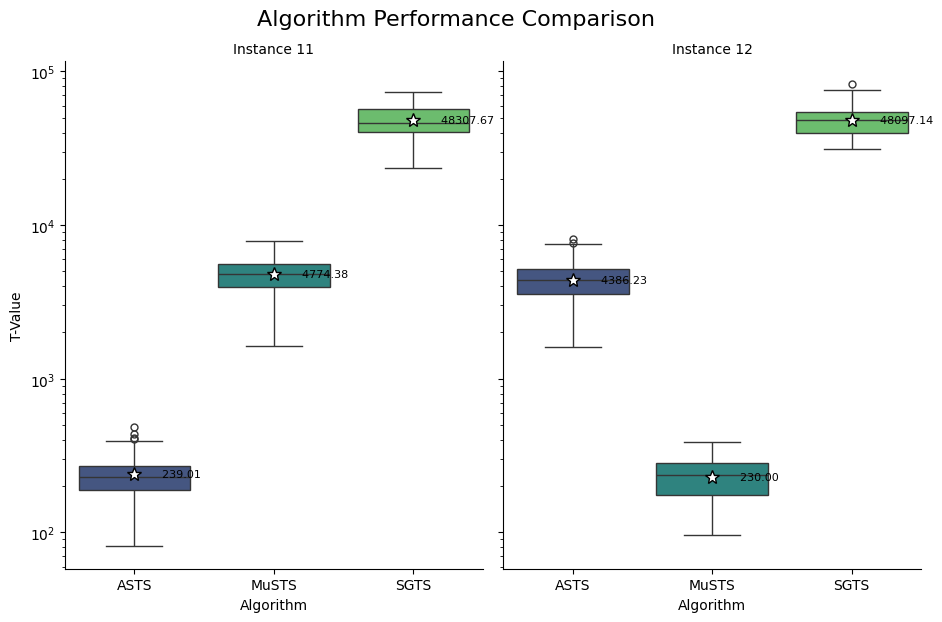 Algorithm Performance Comparison
Instance 11
Instance 12
T-Value
10^5
10^4
10^3
10^2
239.01
4774.38
48307.67
4386.23
230.00
48097.14
ASTS
MuSTS
SGTS
ASTS
MuSTS
SGTS
Algorithm
Algorithm